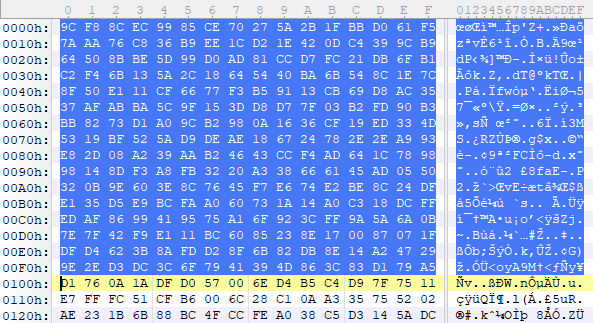 0 1 2 3 4 5 6 7 8 9 A B C D E F 0123456789ABCDEF
0000h: 9C F8 8C EC 99 85 CE 70 27 5A 2B 1F BB D0 61 F5 œøŒì™…Îp'Z+.»Ðaõ
0010h: 7A AA 76 C8 36 B9 EE 1C D2 1E 42 0D C4 39 9C B9 zªvÈ6¹î.Ò.B.Ä9œ¹
0020h: 64 50 8B BE 5D 99 D0 AD 81 CC D7 FC 21 DB 6F B1 dP‹¾]™Ð-.Ì×ü!Ûo±
0030h: C2 F4 6B 13 5A 2C 18 64 54 40 BA 6B 54 8C 1E 7C Âôk.Z,.dT@ºkTŒ.|
0040h: 8F 50 E1 11 CF 66 77 F3 B5 91 13 CB 69 D8 AC 35 .Pá.Ïfwóµ‘.ËiØ¬5
0050h: 37 AF AB BA 5C 9F 15 3D D8 D7 7F 03 B2 FD 90 B3 7¯«º\Ÿ.=Ø×..²ý.³
0060h: BB 82 73 D1 A0 9C B2 98 0A 16 36 CF 19 ED 33 4D »‚sÑ œ²˜..6Ï.í3M
0070h: 53 19 BF 52 5A D9 DE AE 18 67 24 78 2E 2E A9 93 S.¿RZÙÞ®.g$x..©“
0080h: E8 2D 08 A2 39 AA B2 46 43 CC F4 AD 64 1C 78 98 è-.¢9ª²FCÌô-d.x˜
0090h: 98 14 8D F3 A8 FB 32 20 A3 38 66 61 45 AD 05 50 ˜..ó¨û2 £8faE-.P
00A0h: 32 0B 9E 60 3E 8C 76 45 F7 E6 74 E2 BE 8C 24 DF 2.ž`>ŒvE÷ætâ¾Œ$ß
00B0h: E1 35 D5 E9 BC FA A0 60 73 1A 14 A0 C3 18 DC FF á5Õé¼ú `s.. Ã.Üÿ
00C0h: ED AF 86 99 41 95 75 A1 6F 92 3C FF 9A 5A 6A 0B í¯†™A•u¡o’<ÿšZj.
00D0h: 7E 7F 42 F9 E1 11 BC 60 85 23 8E 17 00 87 07 1F ~.Bùá.¼`…#Ž..‡..
00E0h: DF D4 62 3B 8A FD D2 8F 6B 82 DB 8E 14 A2 47 29 ßÔb;ŠýÒ.k‚ÛŽ.¢G)
00F0h: 9E 2E D3 DC 3C 6F 79 41 39 4D 86 3C 83 D1 79 A5 ž.ÓÜ<oyA9M†<ƒÑy¥
0100h: D1 76 0A 1A DF D0 57 00 6E D4 B5 C4 D9 7F 75 11 Ñv..ßÐW.nÔµÄÙ.u.
0110h: E7 FF FC 51 CF B6 00 6C 28 C1 0A A3 35 75 52 02 çÿüQÏ¶.l(Á.£5uR.
0120h: AE 23 1B 6B 88 BC 4F CC FE A0 38 C5 D3 14 5A DC ®#.kˆ¼OÌþ 8ÅÓ.ZÜ